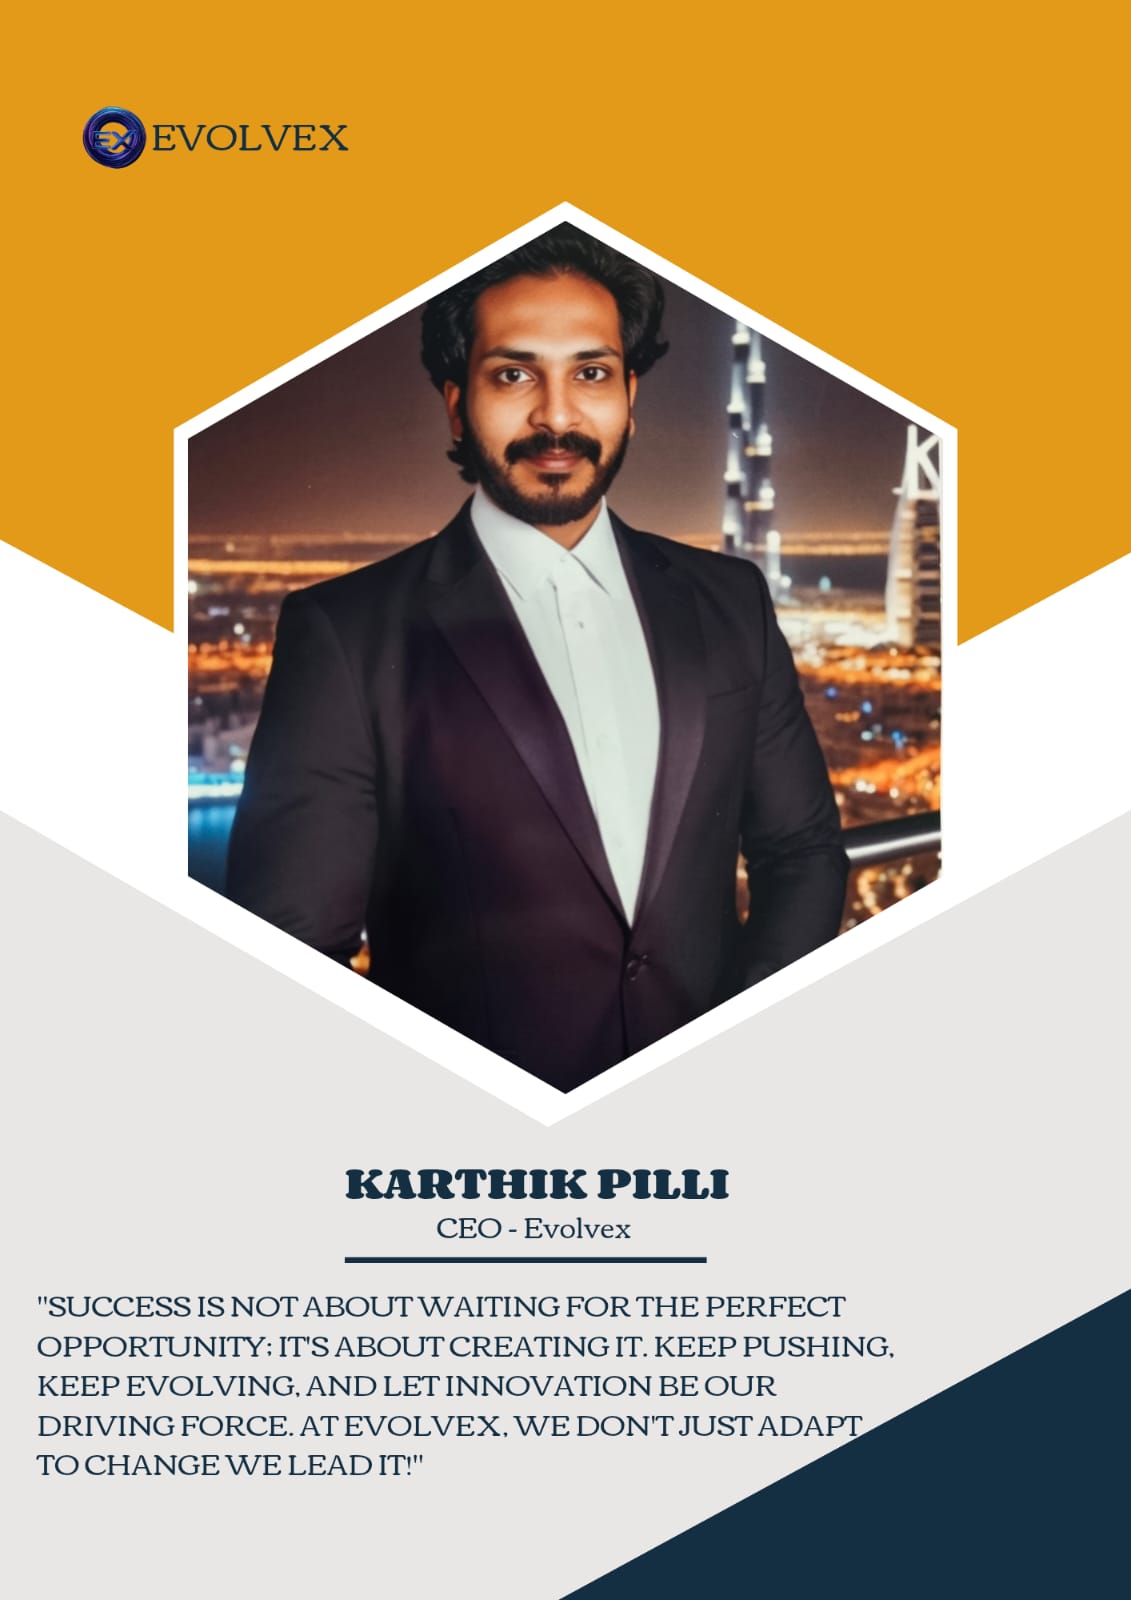 EX EVOLVEX
KARTHIK PILLI
CEO - Evolvex
"SUCCESS IS NOT ABOUT WAITING FOR THE PERFECT
OPPORTUNITY; IT'S ABOUT CREATING IT. KEEP PUSHING,
KEEP EVOLVING, AND LET INNOVATION BE OUR
DRIVING FORCE. AT EVOLVEX, WE DON'T JUST ADAPT
TO CHANGE WE LEAD IT!"